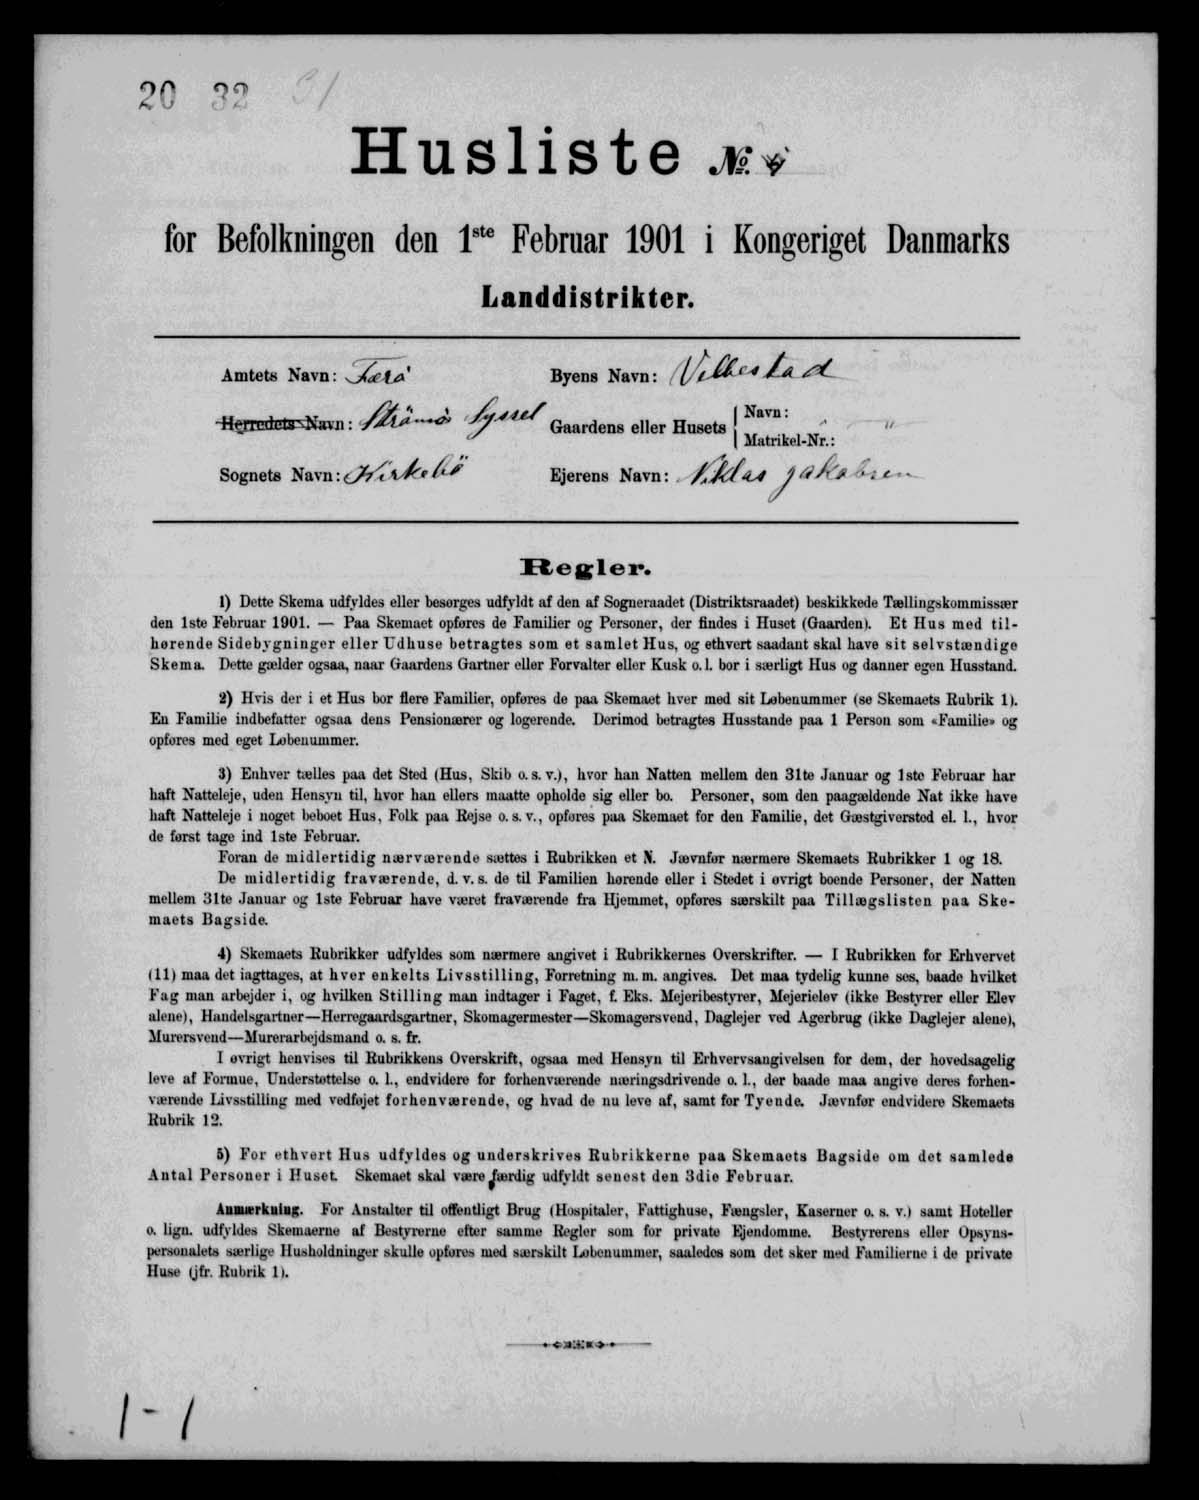 20 32 31
Husliste №.
for Befolkningen den 1ste Februar 1901 i Kongeriget Danmarks
Landdistrikter.
Amtets Navn: Færø
Byens Navn: Velbestad
Herredets Navn: Strömö Syssel
Gaardens eller Husets
Navn:
Matrikel-Nr.: "
Sognets Navn: Kirkebö
Ejerens Navn: Niklas Jakobsen
Regler.
1) Dette Skema udfyldes eller besørges udfyldt af den af Sogneraadet (Distriktsraadet) beskikkede Tællingskommissær
den 1ste Februar 1901. — Paa Skemaet opføres de Familier og Personer, der findes i Huset (Gaarden). Et Hus med til-
hørende Sidebygninger eller Udhuse betragtes som et samlet Hus, og ethvert saadant skal have sit selvstændige
Skema. Dette gælder ogsaa, naar Gaardens Gartner eller Forvalter eller Kusk o. l. bor i særligt Hus og danner egen Husstand.
2) Hvis der i et Hus bor flere Familier, opføres de paa Skemaet hver med sit Løbenummer (se Skemaets Rubrik 1).
En Familie indbefatter ogsaa dens Pensionærer og logerende. Derimod betragtes Husstande paa 1 Person som «Familie» og
opføres med eget Løbenummer.
3) Enhver tælles paa det Sted (Hus, Skib o. s. v.), hvor han Natten mellem den 31te Januar og 1ste Februar har
haft Natteleje, uden Hensyn til, hvor han ellers maatte opholde sig eller bo. Personer, som den paagældende Nat ikke have
haft Natteleje i noget beboet Hus, Folk paa Rejse o. s. v., opføres paa Skemaet for den Familie, det Gæstgiversted el. l., hvor
de først tage ind 1ste Februar.
Foran de midlertidig nærværende sættes i Rubrikken et N. Jævnfør nærmere Skemaets Rubrikker 1 og 18.
De midlertidig fraværende, d. v. s. de til Familien hørende eller i Stedet i øvrigt boende Personer, der Natten
mellem 31te Januar og 1ste Februar have været fraværende fra Hjemmet, opføres særskilt paa Tillægslisten paa Ske-
maets Bagside.
4) Skemaets Rubrikker udfyldes som nærmere angivet i Rubrikkernes Overskrifter. — I Rubrikken for Erhvervet
(11) maa det iagttages, at hver enkelts Livsstilling, Forretning m. m. angives. Det maa tydelig kunne ses, baade hvilket
Fag man arbejder i, og hvilken Stilling man indtager i Faget, f. Eks. Mejeribestyrer, Mejerielev (ikke Bestyrer eller Elev
alene), Handelsgartner—Herregaardsgartner, Skomagermester—Skomagersvend, Daglejer ved Agerbrug (ikke Daglejer alene),
Murersvend—Murerarbejdsmand o. s. fr.
I øvrigt henvises til Rubrikkens Overskrift, ogsaa med Hensyn til Erhvervsangivelsen for dem, der hovedsagelig
leve af Formue, Understøttelse o. l., endvidere for forhenværende næringsdrivende o. l., der baade maa angive deres forhen-
værende Livsstilling med vedføjet forhenværende, og hvad de nu leve af, samt for Tyende. Jævnfør endvidere Skemaets
Rubrik 12.
5) For ethvert Hus udfyldes og underskrives Rubrikkerne paa Skemaets Bagside om det samlede
Antal Personer i Huset. Skemaet skal være færdig udfyldt senest den 3die Februar.
Anmærkning. For Anstalter til offentligt Brug (Hospitaler, Fattighuse, Fængsler, Kaserner o. s. v.) samt Hoteller
o. lign. udfyldes Skemaerne af Bestyrerne efter samme Regler som for private Ejendomme. Bestyrerens eller Opsyns-
personalets særlige Husholdninger skulle opføres med særskilt Løbenummer, saaledes som det sker med Familierne i de private
Huse (jfr. Rubrik 1).
1-1